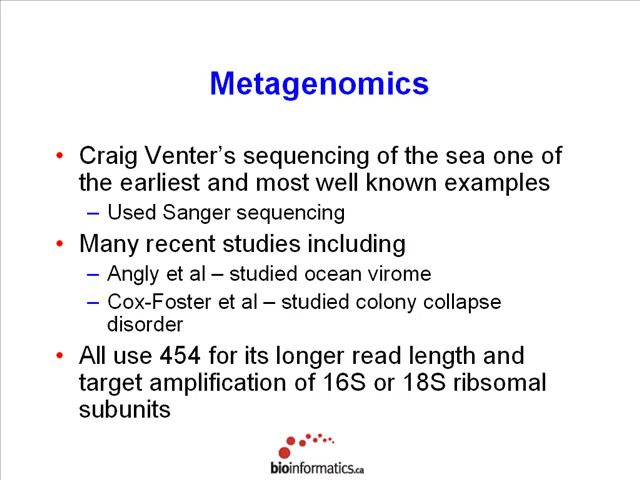 Metagenomics
• Craig Venter's sequencing of the sea one of
the earliest and most well known examples
– Used Sanger sequencing
• Many recent studies including
– Angly et al – studied ocean virome
– Cox-Foster et al – studied colony collapse
disorder
• All use 454 for its longer read length and
target amplification of 16S or 18S ribsomal
subunits
bioinformatics.ca